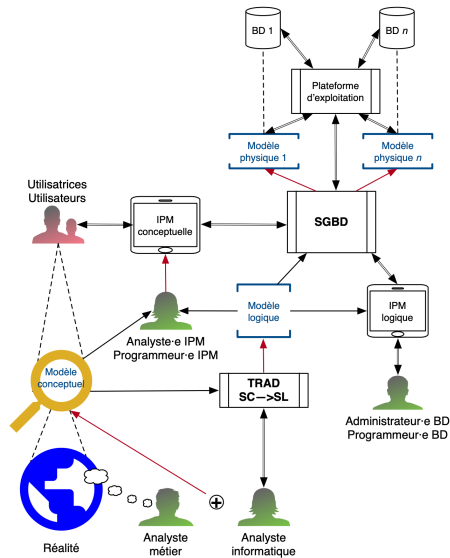 BD 1
BD n
Plateforme
d'exploitation
Modèle
physique 1
Modèle
physique n
Utilisatrices
Utilisateurs
IPM
conceptuelle
SGBD
Analyste·e IPM
Programmeur·e IPM
Modèle
logique
IPM
logique
Modèle
conceptuel
TRAD
SC—>SL
Administrateur·e BD
Programmeur·e BD
Réalité
Analyste
métier
Analyste
informatique